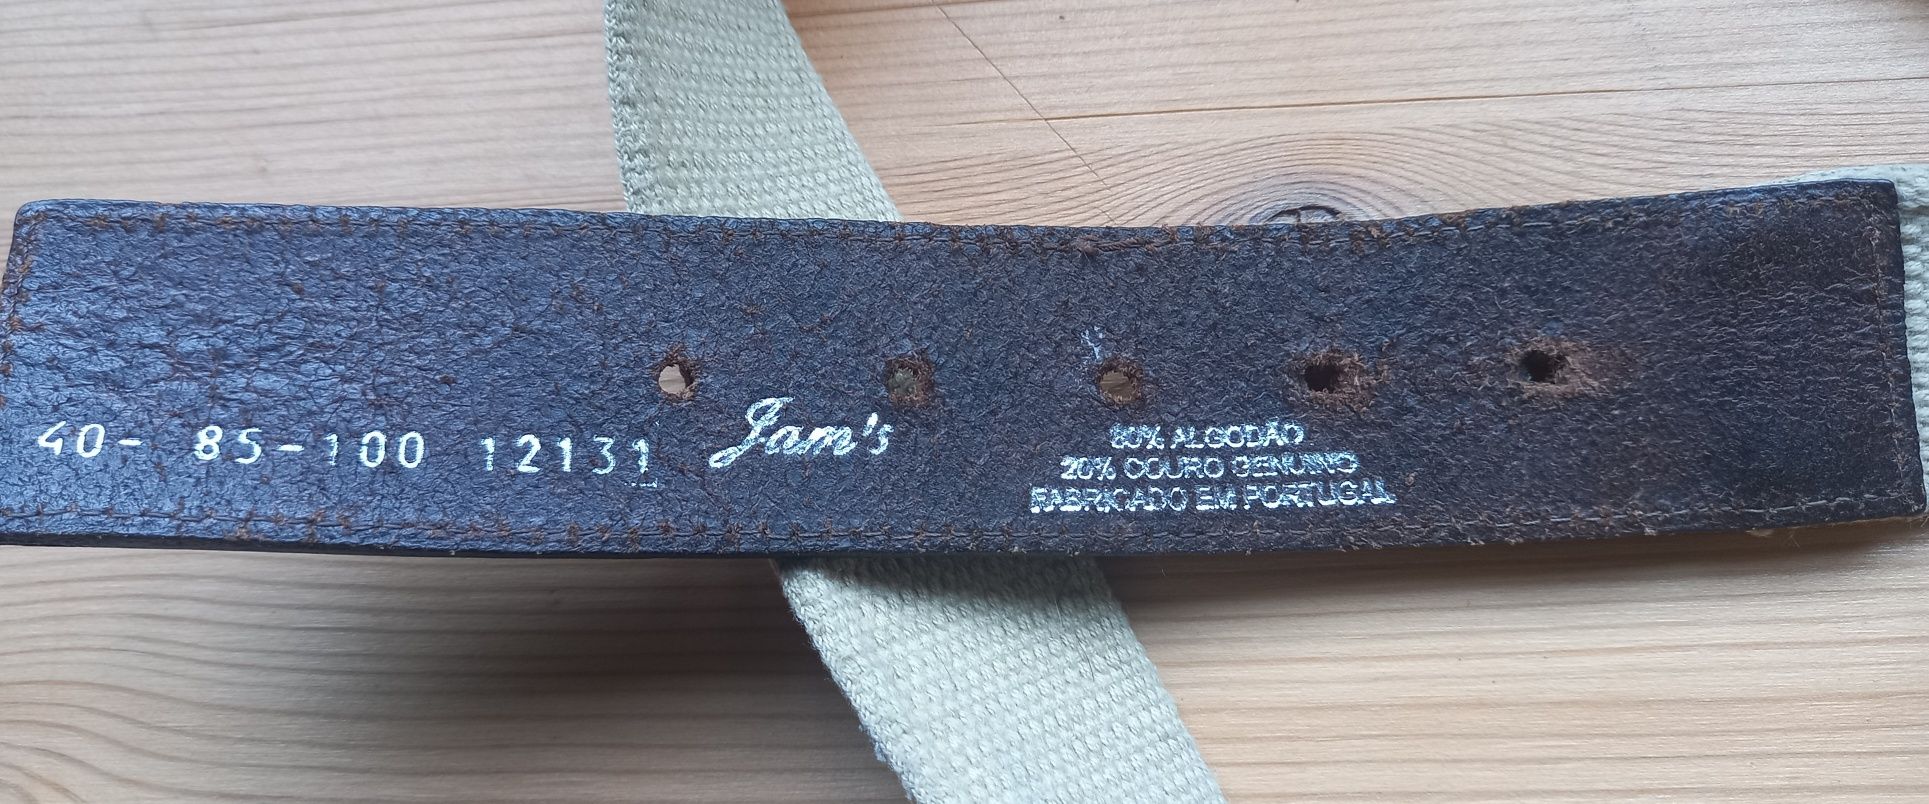 40- 85-100 12131 Jam's
80% ALGODÃO
20% COURO GENUINO
FABRICADO EM PORTUGAL